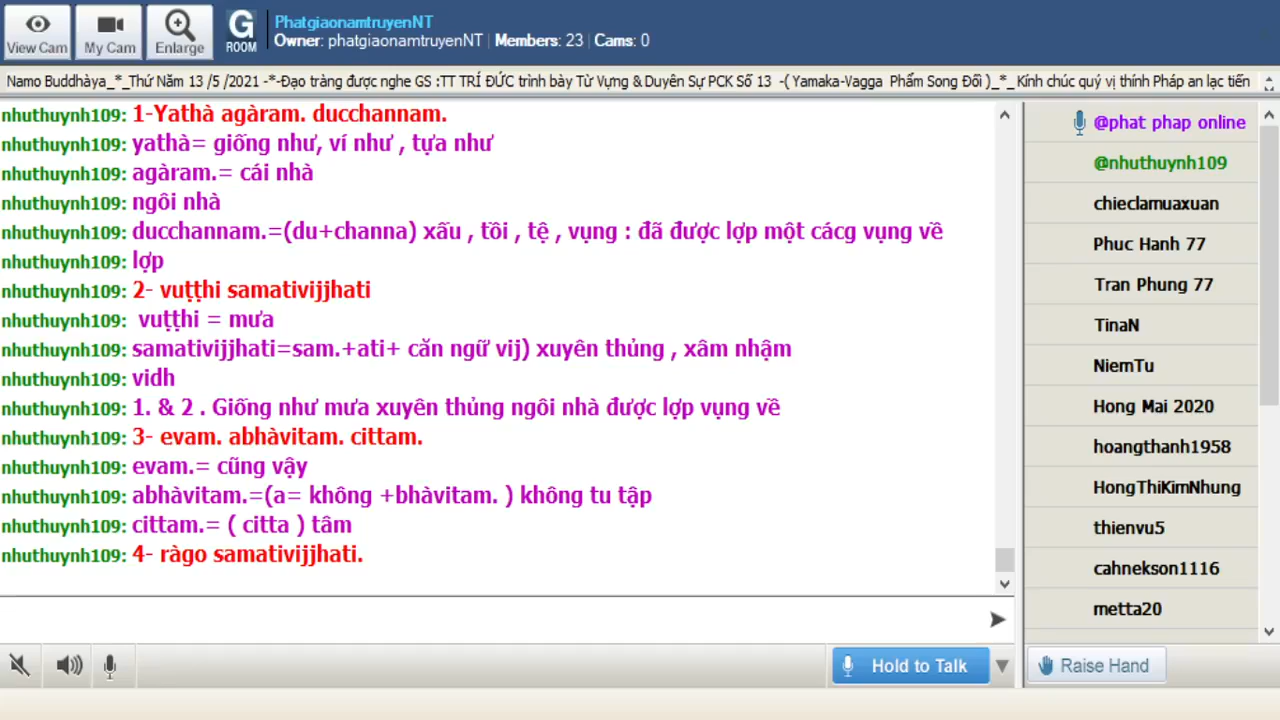 View Cam
My Cam
Enlarge
G
ROOM
PhatgiaonamtruyenNT
Owner: phatgiaonamtruyenNT | Members: 23 | Cams: 0
Namo Buddhàya_*_Thứ Năm 13 /5 /2021 -*-Đạo tràng được nghe GS :TT TRÍ ĐỨC trình bày Từ Vựng & Duyên Sự PCK Số 13 -( Yamaka-Vagga Phẩm Song Đối )_*_ Kính chúc quý vị thính Pháp an lạc tiến
nhuthuynh109: 1-Yathà agàram. ducchannam.
nhuthuynh109: yathà= giống như, ví như , tựa như
nhuthuynh109: agàram.= cái nhà
nhuthuynh109: ngôi nhà
nhuthuynh109: ducchannam.=(du+channa) xấu , tồi , tệ , vụng : đã được lợp một cácg vụng về
nhuthuynh109: lợp
nhuthuynh109: 2- vuṭṭhi samativijjhati
nhuthuynh109: vuṭṭhi = mưa
nhuthuynh109: samativijjhati=sam.+ati+ căn ngữ vij) xuyên thủng , xâm nhậm
nhuthuynh109: vidh
nhuthuynh109: 1. & 2 . Giống như mưa xuyên thủng ngôi nhà được lợp vụng về
nhuthuynh109: 3- evam. abhàvitam. cittam.
nhuthuynh109: evam.= cũng vậy
nhuthuynh109: abhàvitam.=(a= không +bhàvitam. ) không tu tập
nhuthuynh109: cittam.= ( citta ) tâm
nhuthuynh109: 4- ràgo samativijjhati.
@phat phap online
@nhuthuynh109
chieclamuaxuan
Phuc Hanh 77
Tran Phung 77
TinaN
NiemTu
Hong Mai 2020
hoangthanh1958
HongThiKimNhung
thienvu5
cahnekson1116
metta20
Hold to Talk
Raise Hand